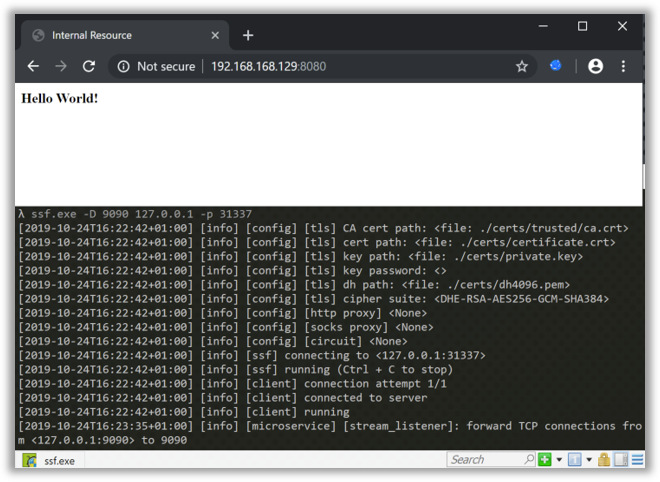 Internal Resource
Not secure 192.168.168.129:8080
Hello World!
λ ssf.exe -D 9090 127.0.0.1 -p 31337
[2019-10-24T16:22:42+01:00] [info] [config] [tls] CA cert path: <file: ./certs/trusted/ca.crt>
[2019-10-24T16:22:42+01:00] [info] [config] [tls] cert path: <file: ./certs/certificate.crt>
[2019-10-24T16:22:42+01:00] [info] [config] [tls] key path: <file: ./certs/private.key>
[2019-10-24T16:22:42+01:00] [info] [config] [tls] key password: <>
[2019-10-24T16:22:42+01:00] [info] [config] [tls] dh path: <file: ./certs/dh4096.pem>
[2019-10-24T16:22:42+01:00] [info] [config] [tls] cipher suite: <DHE-RSA-AES256-GCM-SHA384>
[2019-10-24T16:22:42+01:00] [info] [config] [http proxy] <None>
[2019-10-24T16:22:42+01:00] [info] [config] [socks proxy] <None>
[2019-10-24T16:22:42+01:00] [info] [config] [circuit] <None>
[2019-10-24T16:22:42+01:00] [info] [ssf] connecting to <127.0.0.1:31337>
[2019-10-24T16:22:42+01:00] [info] [ssf] running (Ctrl + C to stop)
[2019-10-24T16:22:42+01:00] [info] [client] connection attempt 1/1
[2019-10-24T16:22:42+01:00] [info] [client] connected to server
[2019-10-24T16:22:42+01:00] [info] [client] running
[2019-10-24T16:23:35+01:00] [info] [microservice] [stream_listener]: forward TCP connections fro
m <127.0.0.1:9090> to 9090
ssf.exe Search